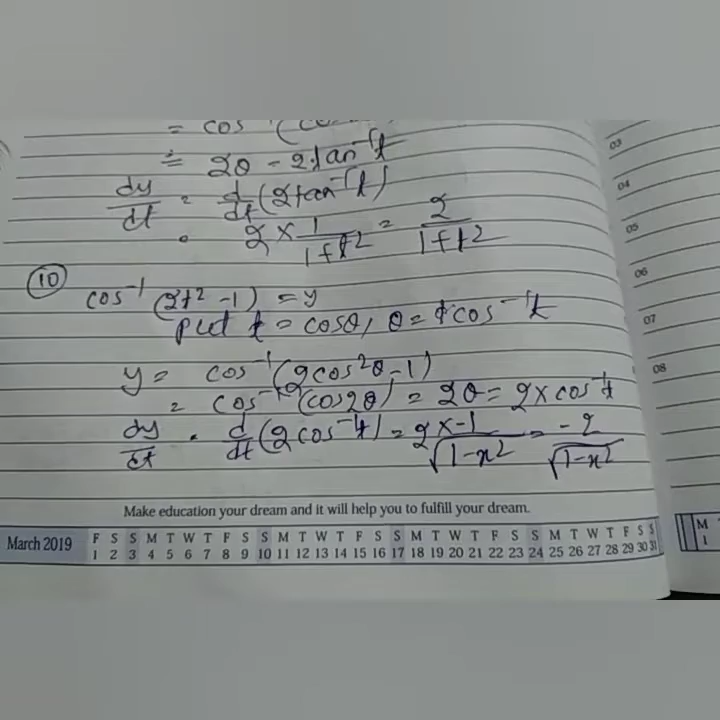 = cos⁻¹(co
= 2θ = 2tan⁻¹t
dy/dt = d/dt (2tan⁻¹t)
= 2 × 1/(1+t²) = 2/(1+t²)
(10) cos⁻¹(2t² -1) = y
put t = cosθ, θ = cos⁻¹t
y = cos⁻¹(2cos²θ-1)
= cos⁻¹(cos2θ) = 2θ = 2×cos⁻¹t
dy/dt = d/dt (2cos⁻¹t) = 2×-1/√(1-x²) = -2/√(1-x²)
Make education your dream and it will help you to fulfill your dream.
March 2019
F S S M T W T F S S M T W T F S S M T W T F S S M T W T F S S
1 2 3 4 5 6 7 8 9 10 11 12 13 14 15 16 17 18 19 20 21 22 23 24 25 26 27 28 29 30 31
03
04
05
06
07
08
M
1